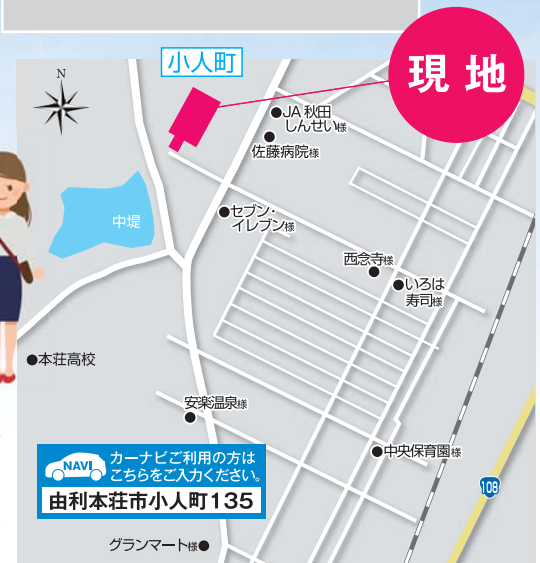 小人町
現地
N
JA 秋田
しんせい様
佐藤病院様
中堤
セブン・
イレブン様
西念寺様
いろは
寿司様
本荘高校
安楽温泉様
中央保育園様
NAVI
カーナビご利用の方は
こちらをご入力ください。
由利本荘市小人町135
108
グランマート様